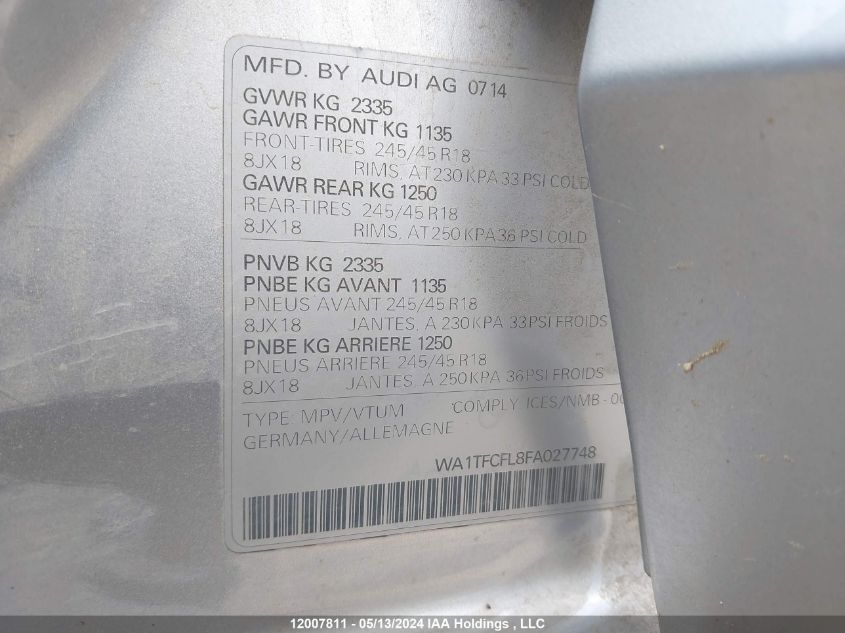 MFD. BY AUDI AG 0714
GVWR KG 2335
GAWR FRONT KG 1135
FRONT-TIRES 245/45 R18
8JX18 RIMS, AT 230 KPA 33 PSI COLD
GAWR REAR KG 1250
REAR-TIRES 245/45 R18
8JX18 RIMS, AT 250 KPA 36 PSI COLD
PNVB KG 2335
PNBE KG AVANT 1135
PNEUS AVANT 245/45 R18
8JX18 JANTES, A 230 KPA 33 PSI FROIDS
PNBE KG ARRIERE 1250
PNEUS ARRIERE 245/45 R18
8JX18 JANTES, A 250 KPA 36 PSI FROIDS
TYPE: MPV/VTUM COMPLY. ICES/NMB - 00
GERMANY/ALLEMAGNE
WA1TFCFL8FA027748
12007811 - 05/13/2024 IAA Holdings, LLC